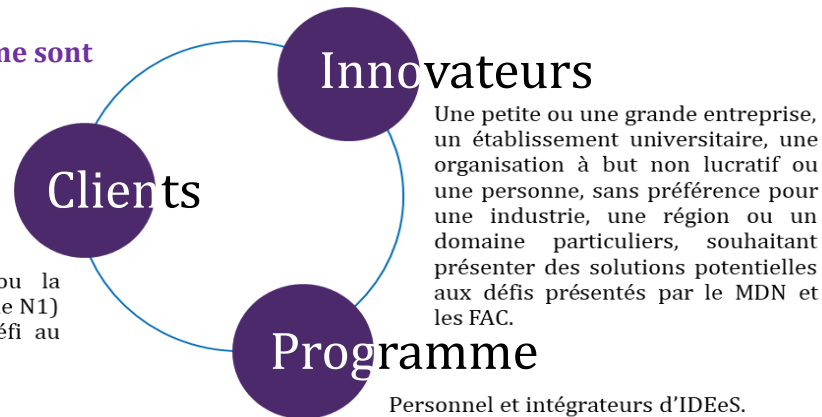 me sont
Innovateurs
Une petite ou une grande entreprise,
un établissement universitaire, une
organisation à but non lucratif ou
une personne, sans préférence pour
une industrie, une région ou un
domaine particuliers, souhaitant
présenter des solutions potentielles
aux défis présentés par le MDN et
les FAC.
Clients
ou la
e N1)
éfi au
Programme
Personnel et intégrateurs d’IDEeS.